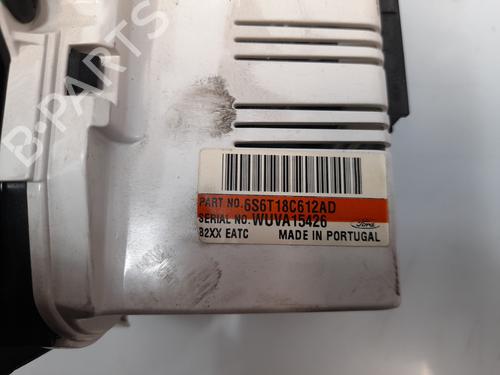 B-PARTS
PART NO. 6S6T18C612AD
SERIAL NO. WUVA15426
Ford
B2XX EATC MADE IN PORTUGAL